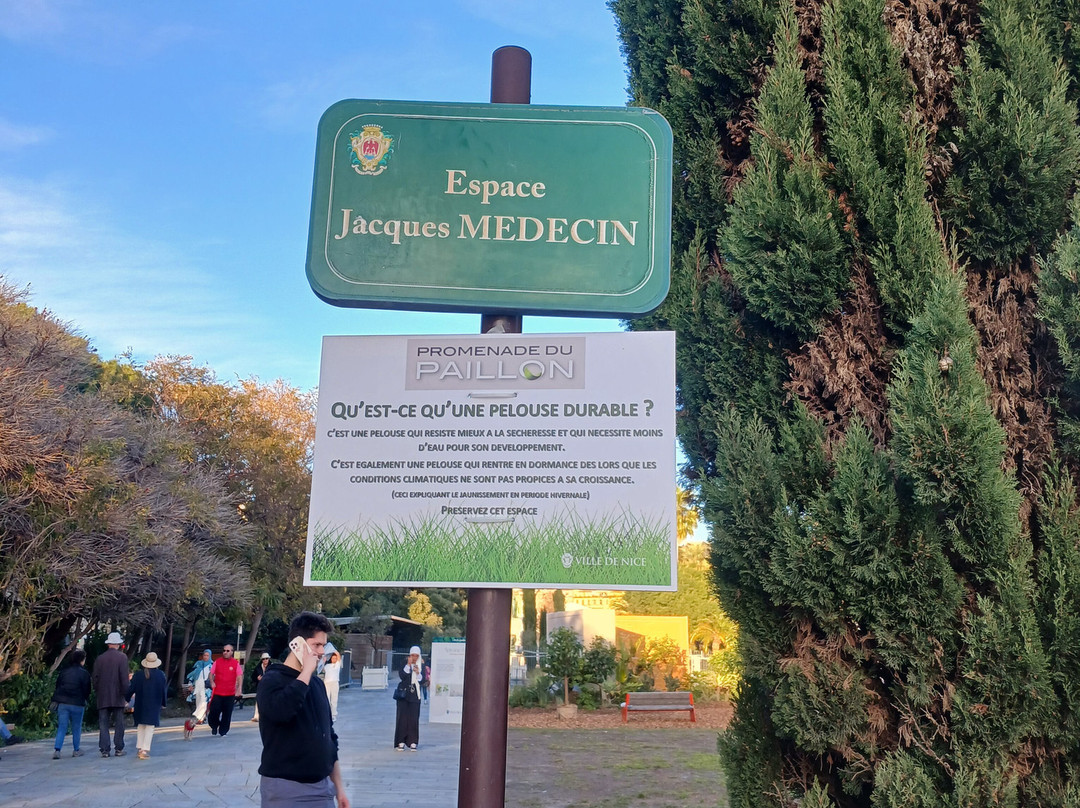 Espace
Jacques MEDECIN
PROMENADE DU
PAILLON
QU'EST-CE QU'UNE PELOUSE DURABLE ?
C'EST UNE PELOUSE QUI RESISTE MIEUX A LA SECHERESSE ET QUI NECESSITE MOINS
D'EAU POUR SON DEVELOPPEMENT.
C'EST EGALEMENT UNE PELOUSE QUI RENTRE EN DORMANCE DES LORS QUE LES
CONDITIONS CLIMATIQUES NE SONT PAS PROPICES A SA CROISSANCE.
(CECI EXPLIQUANT LE JAUNISSEMENT EN PERIODE HIVERNALE)
PRESERVEZ CET ESPACE
VILLE DE NICE